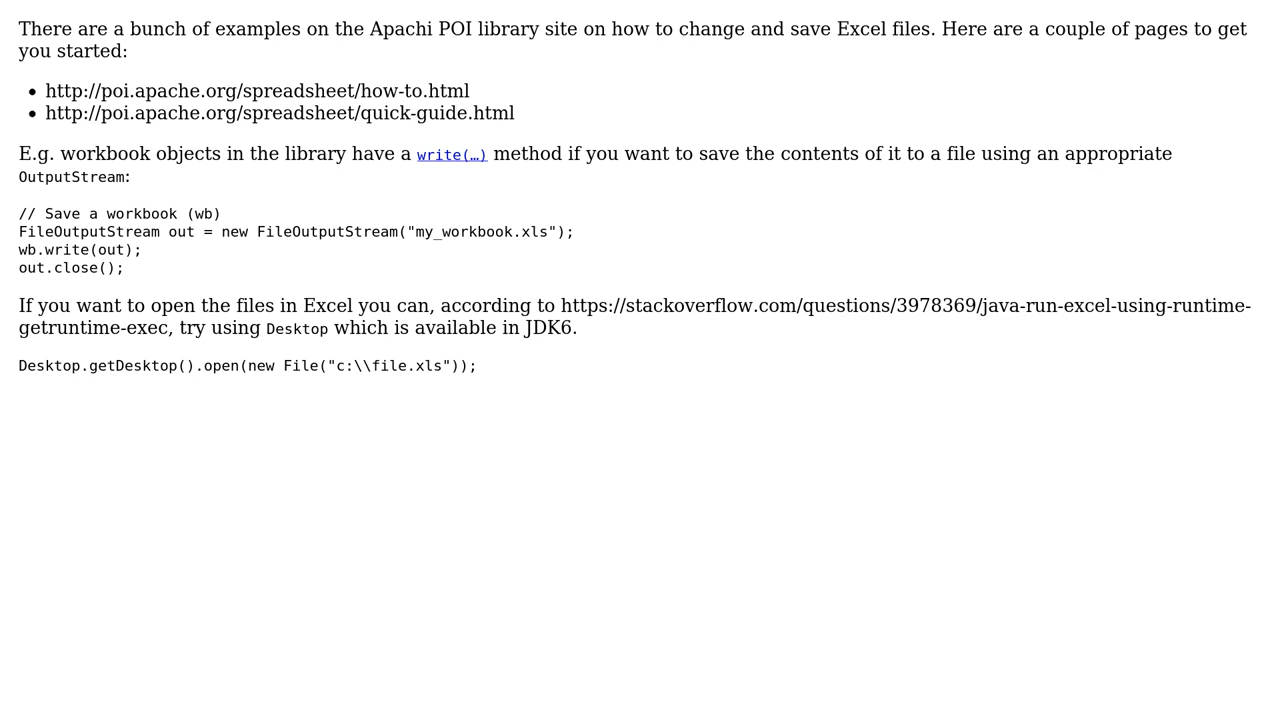 There are a bunch of examples on the Apachi POI library site on how to change and save Excel files. Here are a couple of pages to get
you started:
• http://poi.apache.org/spreadsheet/how-to.html
• http://poi.apache.org/spreadsheet/quick-guide.html
E.g. workbook objects in the library have a write(…) method if you want to save the contents of it to a file using an appropriate
OutputStream:
// Save a workbook (wb)
FileOutputStream out = new FileOutputStream("my_workbook.xls");
wb.write(out);
out.close();
If you want to open the files in Excel you can, according to https://stackoverflow.com/questions/3978369/java-run-excel-using-runtime-
getruntime-exec, try using Desktop which is available in JDK6.
Desktop.getDesktop().open(new File("c:\\file.xls"));